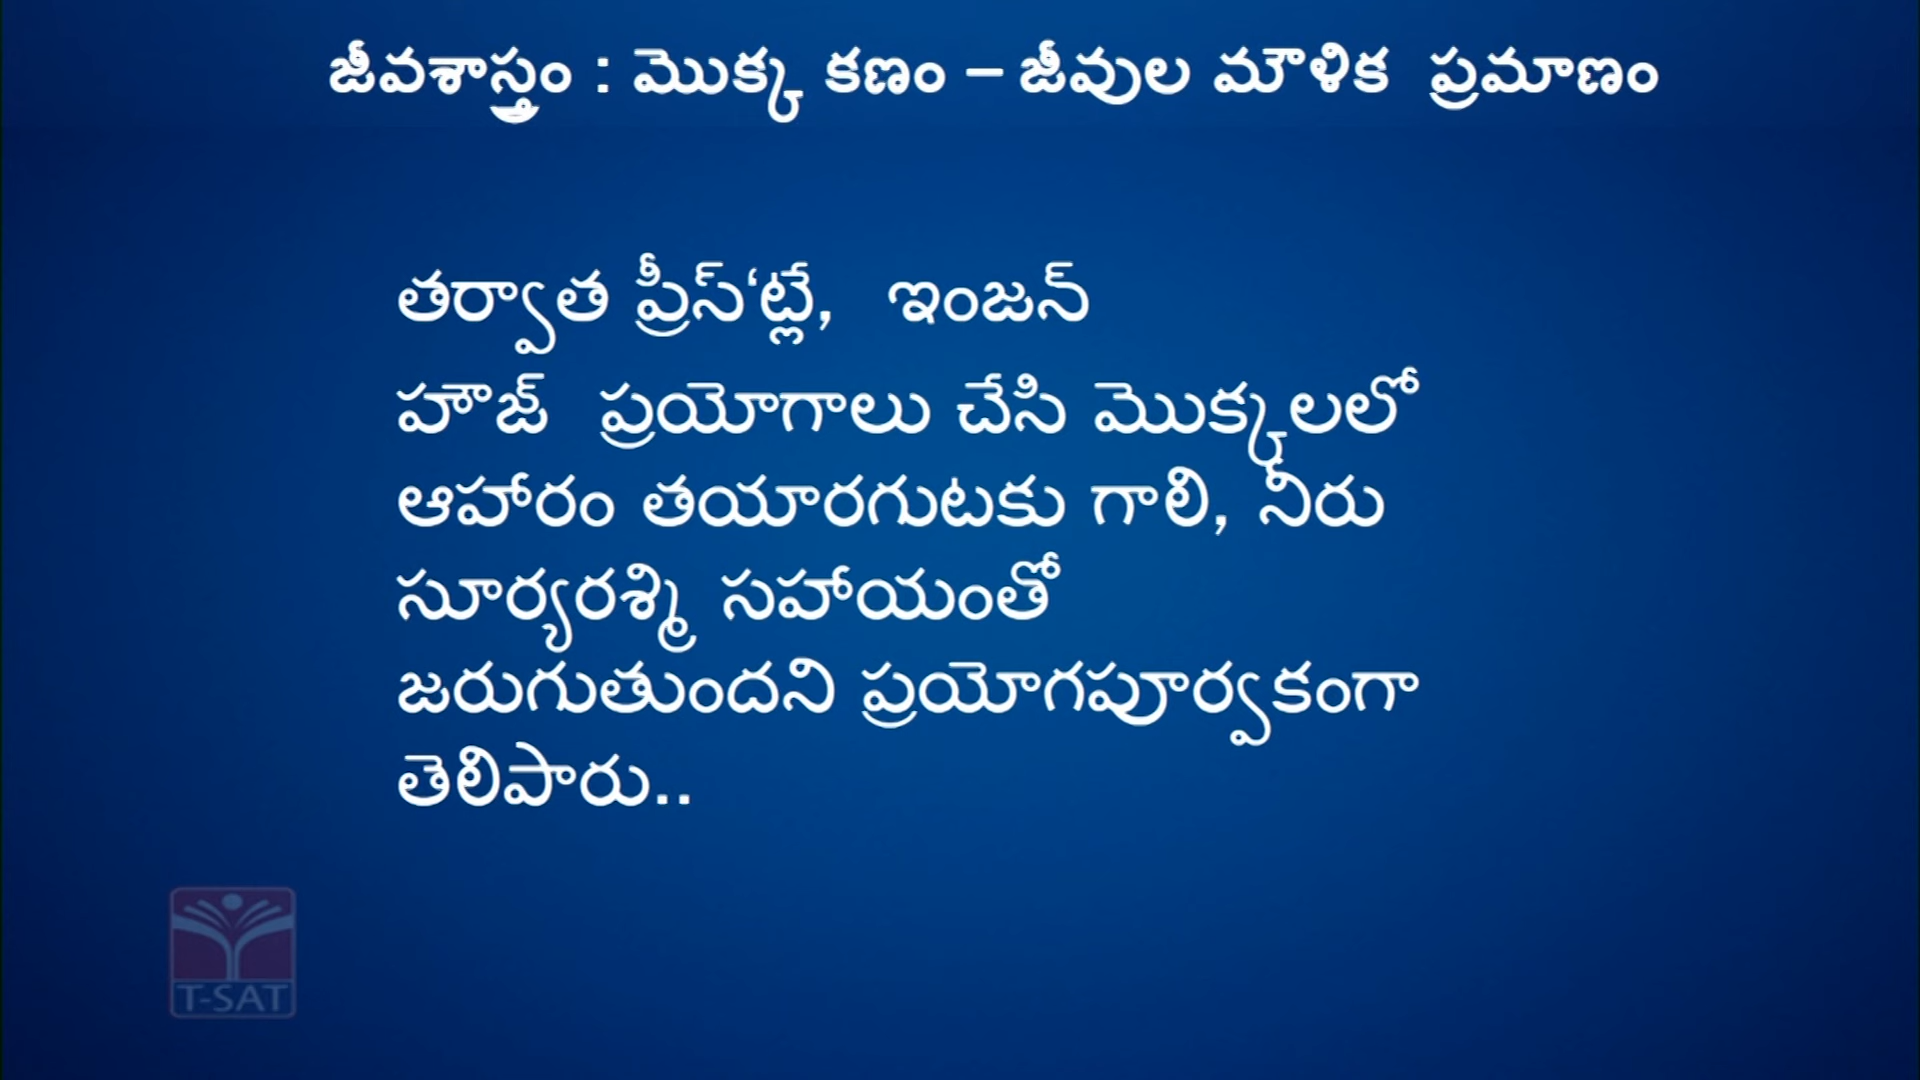 జీవశాస్త్రం : మొక్క కణం – జీవుల మౌళిక ప్రమాణం
తర్వాత ప్రీస్‘ట్లే, ఇంజన్
హౌజ్ ప్రయోగాలు చేసి మొక్కలలో
ఆహారం తయారగుటకు గాలి, నీరు
సూర్యరశ్మి సహాయంతో
జరుగుతుందని ప్రయోగపూర్వకంగా
తెలిపారు..
T-SAT